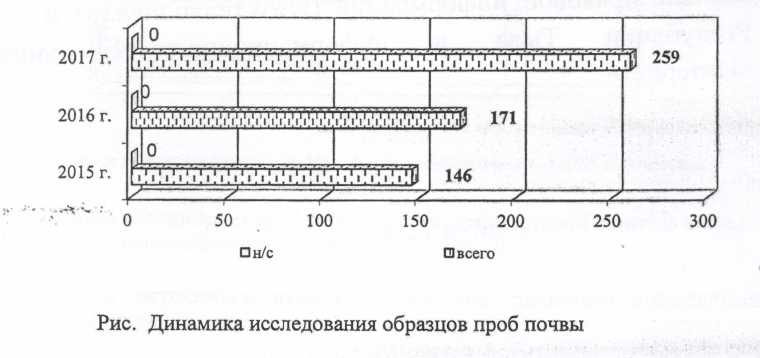 0
2017 г. 259
0
2016 г. 171
0
2015 г. 146
0 50 100 150 200 250 300
н/с всего
Рис. Динамика исследования образцов проб почвы